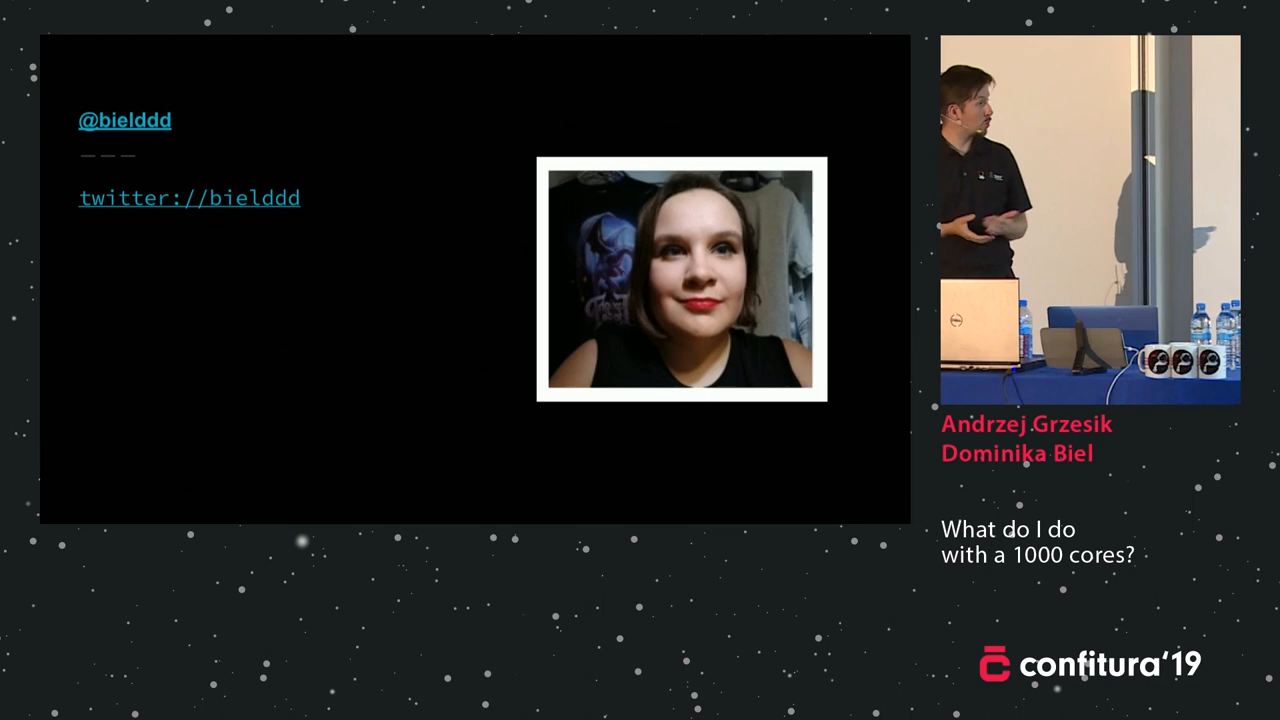 @bielddd
— — —
twitter://bielddd
Andrzej Grzesik
Dominika Biel
What do I do
with a 1000 cores?
confitura‘19